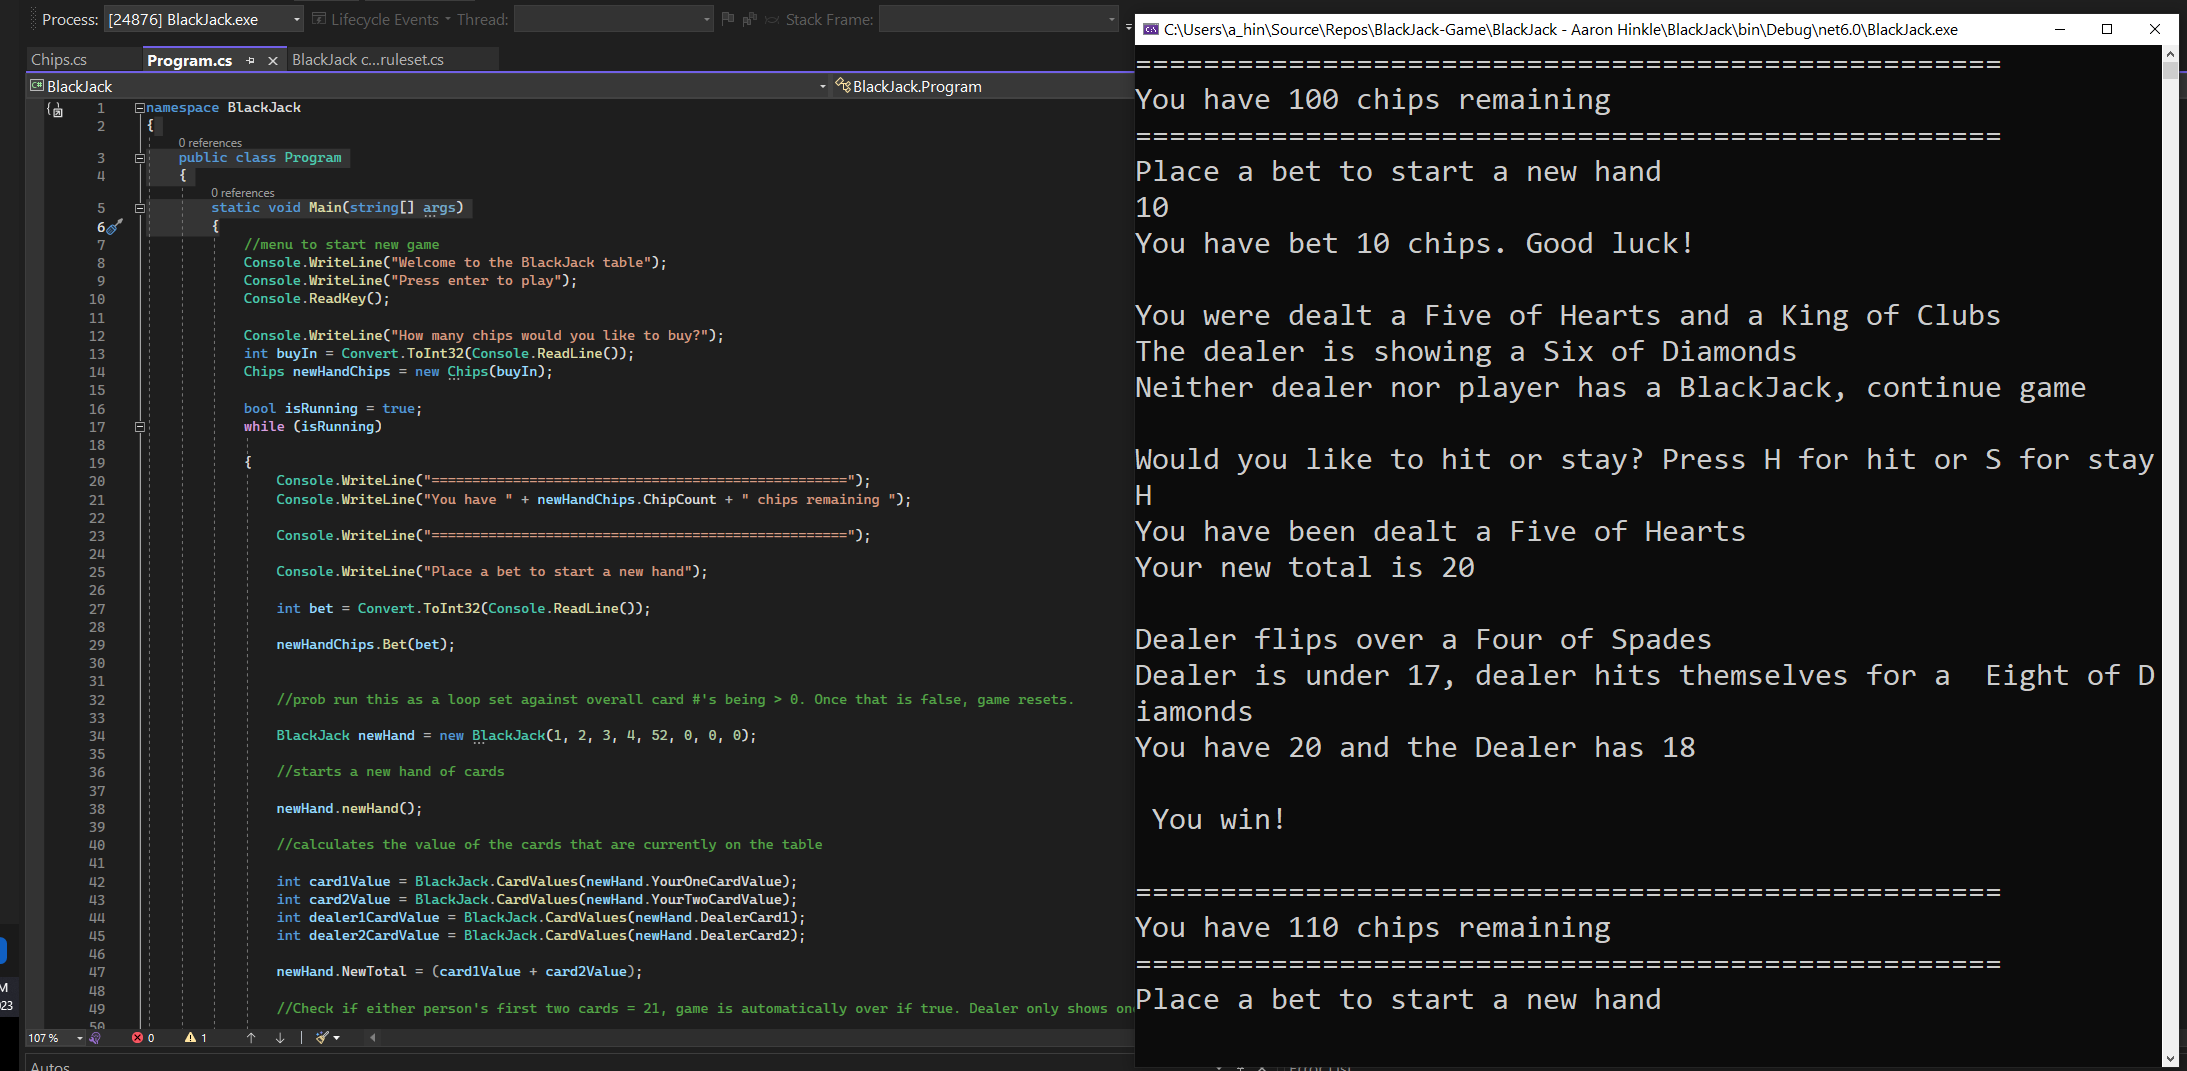 Process: [24876] BlackJack.exe Lifecycle Events Thread: Stack Frame:
Chips.cs Program.cs BlackJack c...ruleset.cs
BlackJack BlackJack.Program
1 namespace BlackJack
2 {
0 references
3 public class Program
4 {
0 references
5 static void Main(string[] args)
6 {
7 //menu to start new game
8 Console.WriteLine("Welcome to the BlackJack table");
9 Console.WriteLine("Press enter to play");
10 Console.ReadKey();
11
12 Console.WriteLine("How many chips would you like to buy?");
13 int buyIn = Convert.ToInt32(Console.ReadLine());
14 Chips newHandChips = new Chips(buyIn);
15
16 bool isRunning = true;
17 while (isRunning)
18
19 {
20 Console.WriteLine("===================================================");
21 Console.WriteLine("You have " + newHandChips.ChipCount + " chips remaining ");
22
23 Console.WriteLine("===================================================");
24
25 Console.WriteLine("Place a bet to start a new hand");
26
27 int bet = Convert.ToInt32(Console.ReadLine());
28
29 newHandChips.Bet(bet);
30
31
32 //prob run this as a loop set against overall card #'s being > 0. Once that is false, game resets.
33
34 BlackJack newHand = new BlackJack(1, 2, 3, 4, 52, 0, 0, 0);
35
36 //starts a new hand of cards
37
38 newHand.newHand();
39
40 //calculates the value of the cards that are currently on the table
41
42 int card1Value = BlackJack.CardValues(newHand.YourOneCardValue);
43 int card2Value = BlackJack.CardValues(newHand.YourTwoCardValue);
44 int dealer1CardValue = BlackJack.CardValues(newHand.DealerCard1);
45 int dealer2CardValue = BlackJack.CardValues(newHand.DealerCard2);
46
47 newHand.NewTotal = (card1Value + card2Value);
48
49 //Check if either person's first two cards = 21, game is automatically over if true. Dealer only shows
50
107 % 0 1
Autos
C:\Users\a_hin\Source\Repos\BlackJack-Game\BlackJack - Aaron Hinkle\BlackJack\bin\Debug\net6.0\BlackJack.exe
===================================================
You have 100 chips remaining
===================================================
Place a bet to start a new hand
10
You have bet 10 chips. Good luck!
You were dealt a Five of Hearts and a King of Clubs
The dealer is showing a Six of Diamonds
Neither dealer nor player has a BlackJack, continue game
Would you like to hit or stay? Press H for hit or S for stay
H
You have been dealt a Five of Hearts
Your new total is 20
Dealer flips over a Four of Spades
Dealer is under 17, dealer hits themselves for a  Eight of D
iamonds
You have 20 and the Dealer has 18
You win!
===================================================
You have 110 chips remaining
===================================================
Place a bet to start a new hand